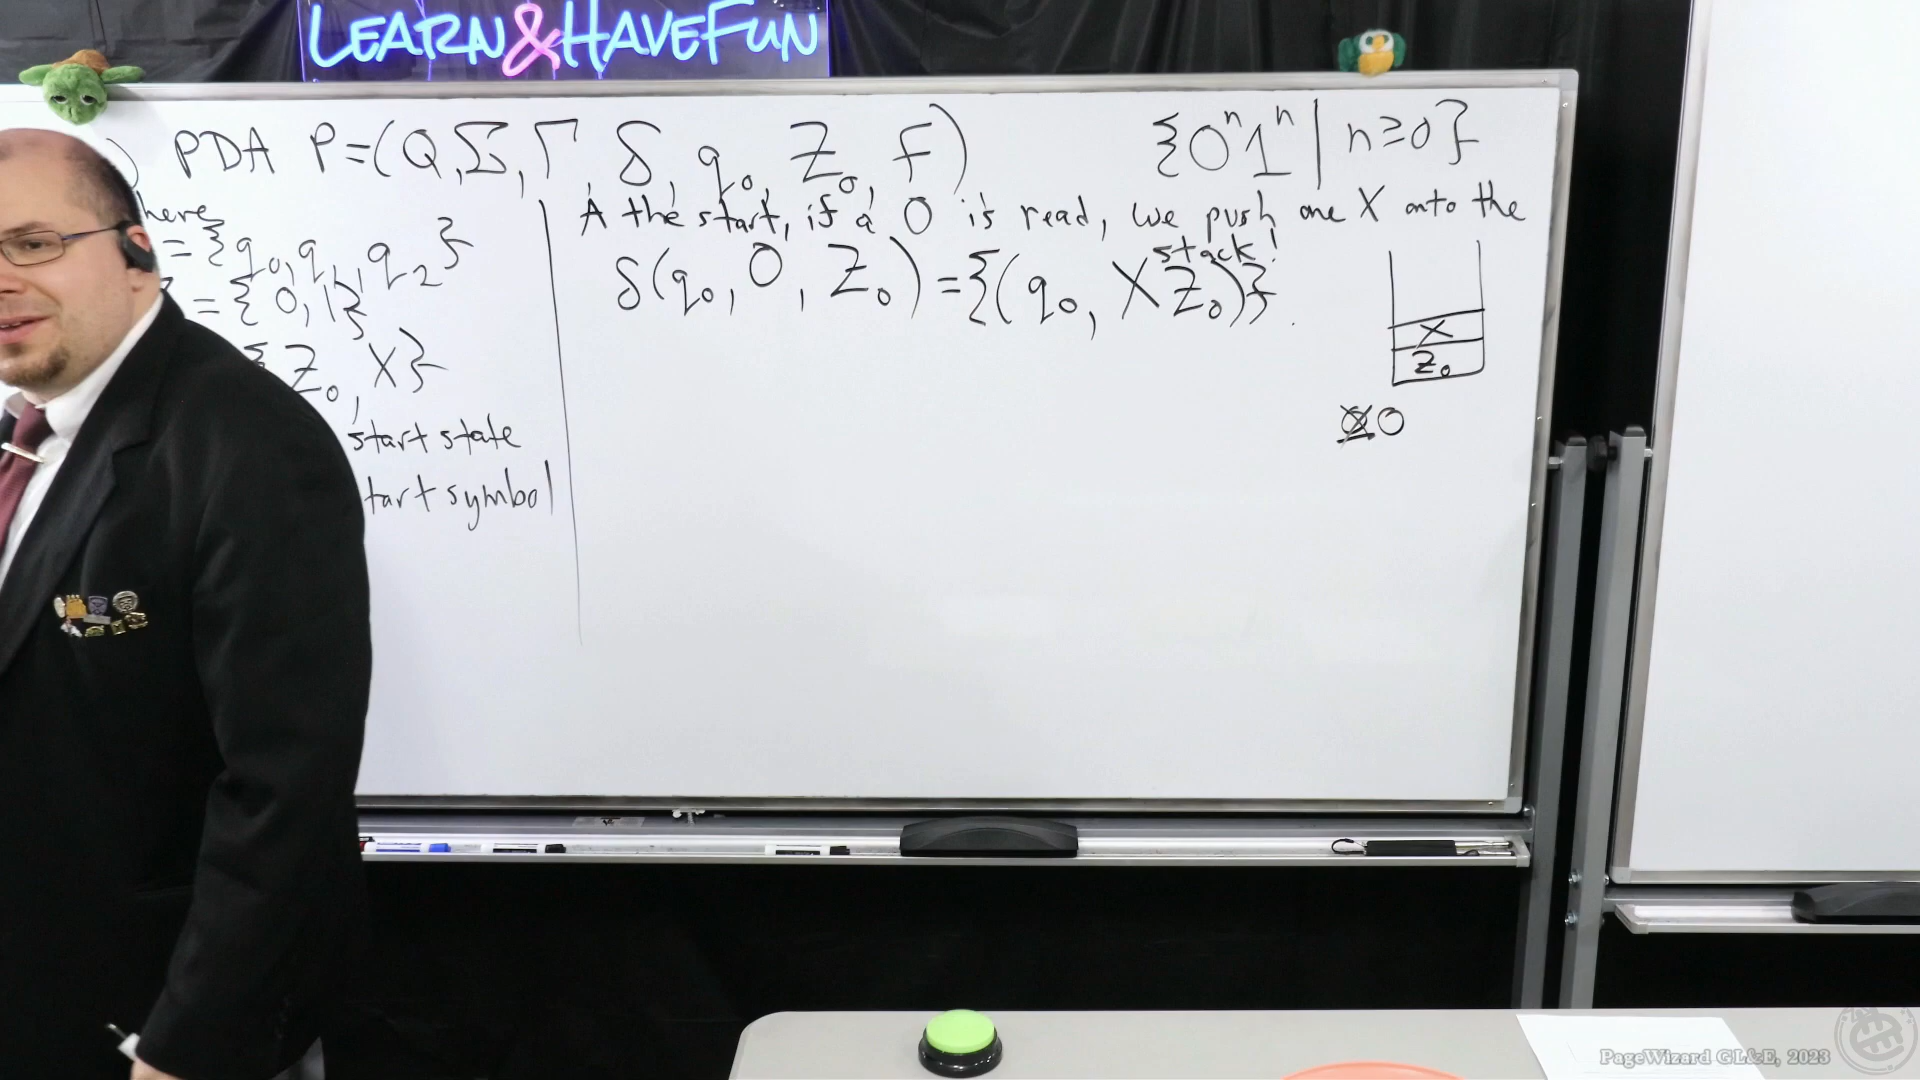 LEARN&HAVEFUN
) PDA P=(Q,Σ,Γ, δ, q₀, Z₀, F)
{0ⁿ1ⁿ | n≥0}
here
={q₀,q₁,q₂}
={0,1}
{Z₀, X}
start state
tart symbol
A the start, if a 0 is read, we push one X onto the
stack!
δ(q₀, 0, Z₀)={(q₀, XZ₀)}.
X
Z₀
0
PageWizard GL&E, 2023